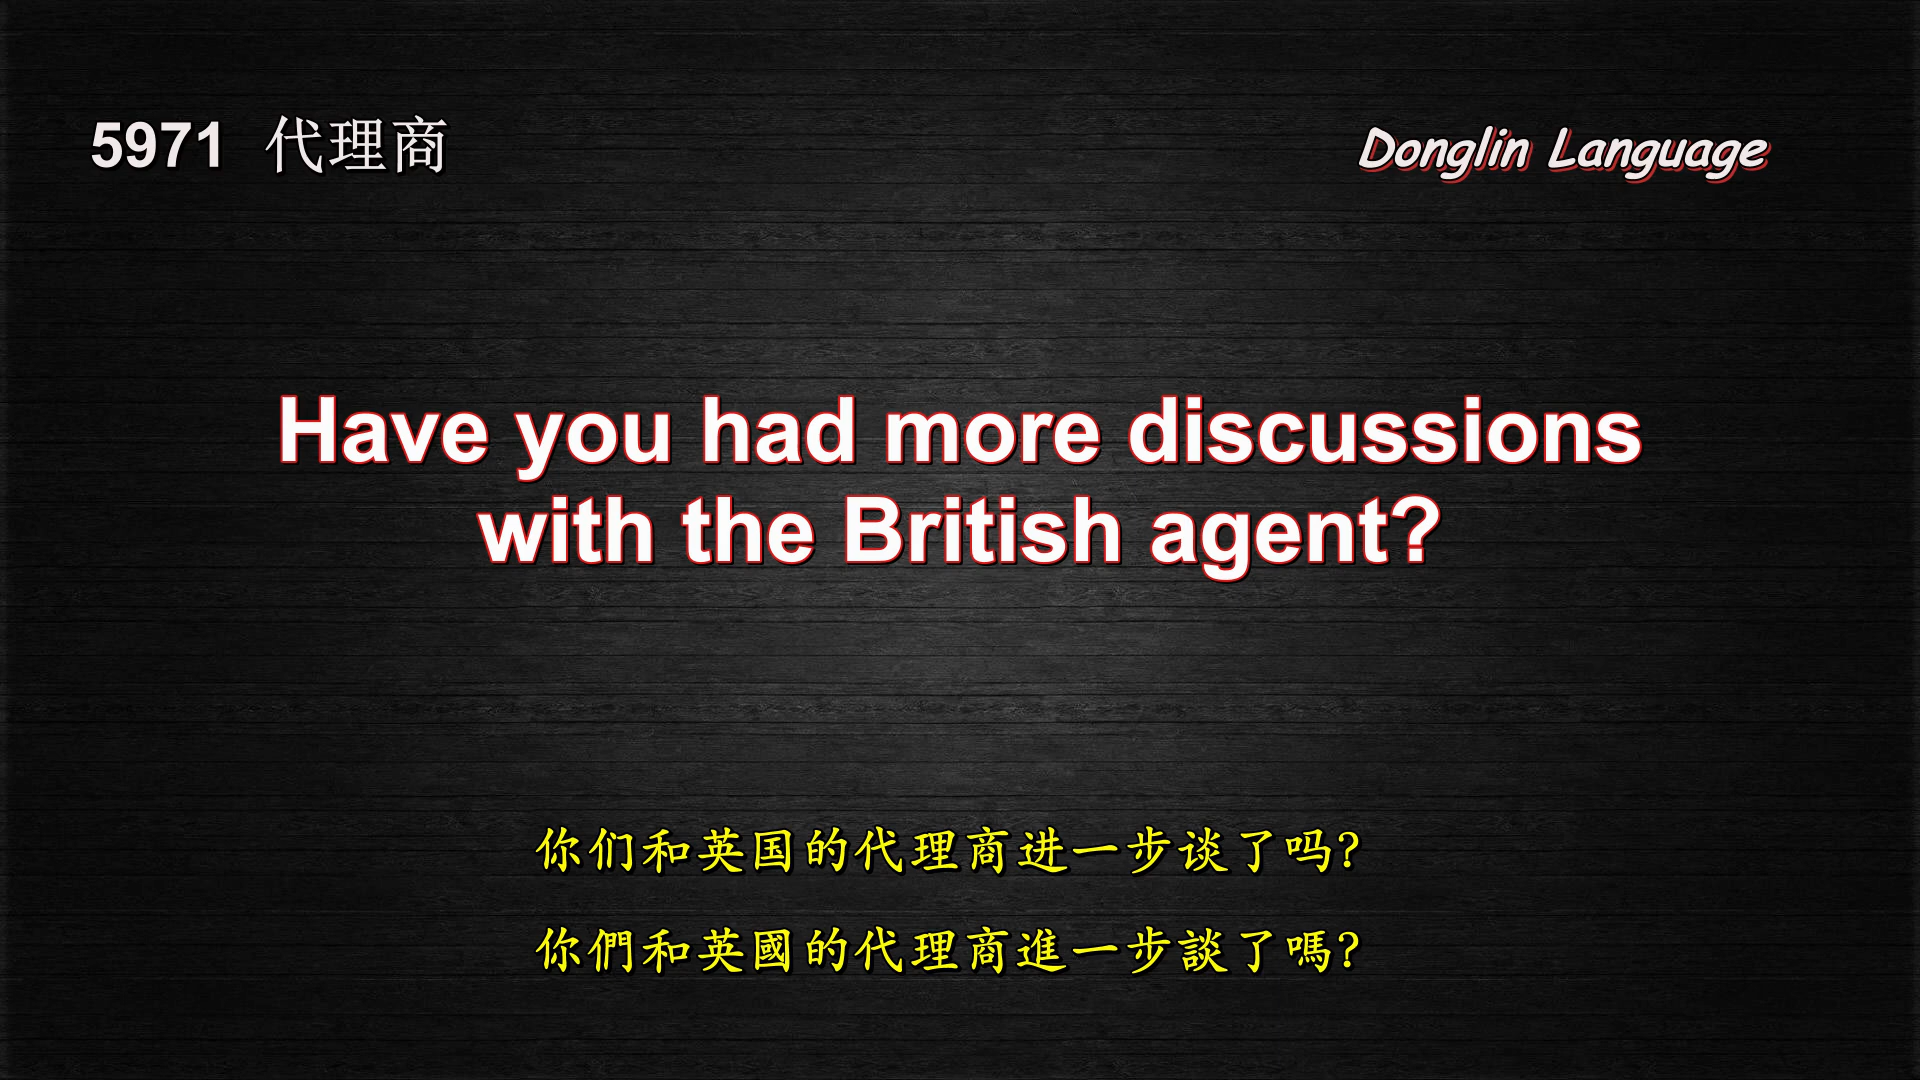 5971 代理商
Donglin Language
Have you had more discussions
with the British agent?
你们和英国的代理商进一步谈了吗?
你們和英國的代理商進一步談了嗎?